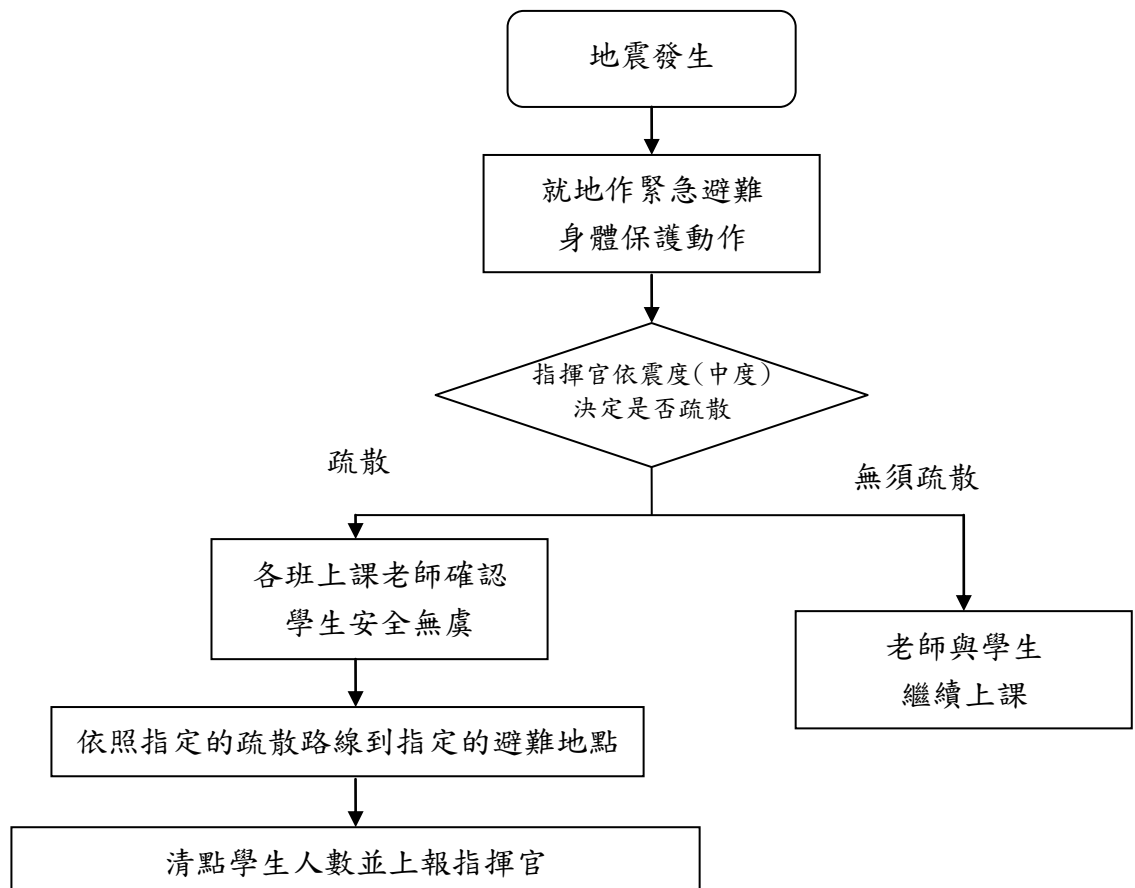 地震發生
就地作緊急避難
身體保護動作
指揮官依震度(中度)
決定是否疏散
疏散
無須疏散
各班上課老師確認
學生安全無虞
老師與學生
繼續上課
依照指定的疏散路線到指定的避難地點
清點學生人數並上報指揮官